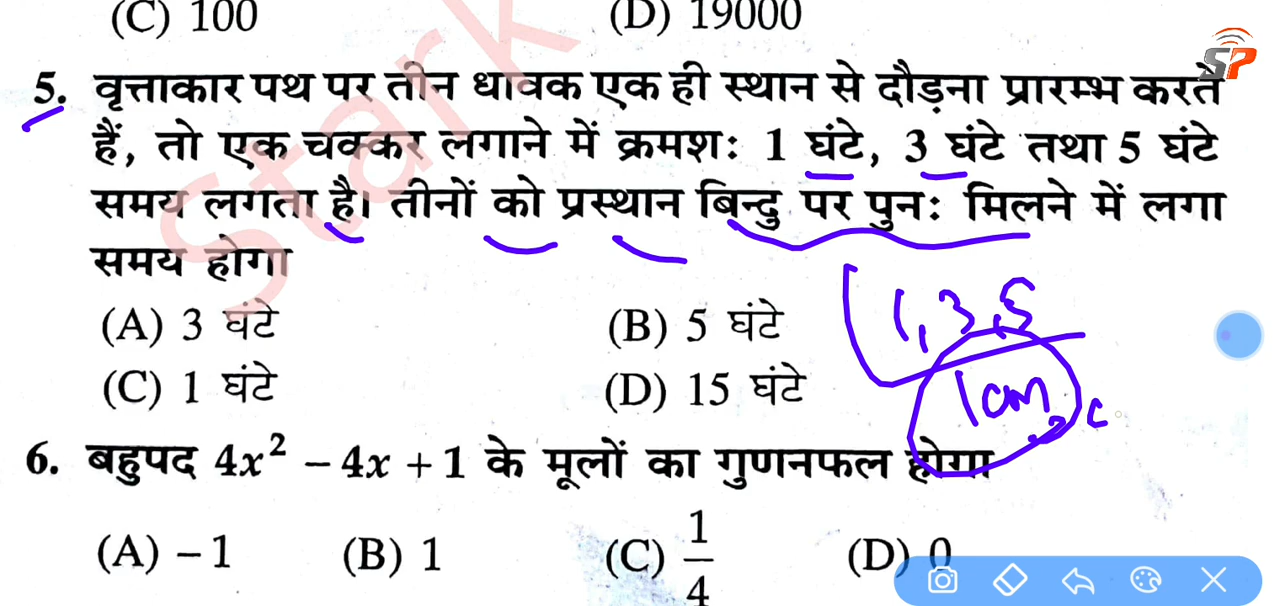 (C) 100 (D) 19000
SP
5. वृत्ताकार पथ पर तीन धावक एक ही स्थान से दौड़ना प्रारम्भ करते
हैं, तो एक चक्कर लगाने में क्रमशः 1 घंटे, 3 घंटे तथा 5 घंटे
समय लगता है। तीनों को प्रस्थान बिन्दु पर पुनः मिलने में लगा
समय होगा
Stark
1, 3, 5
(A) 3 घंटे (B) 5 घंटे
(C) 1 घंटे (D) 15 घंटे
lcm
6. बहुपद 4x² – 4x + 1 के मूलों का गुणनफल होगा
(A) – 1 (B) 1 (C) 1/4 (D) 0